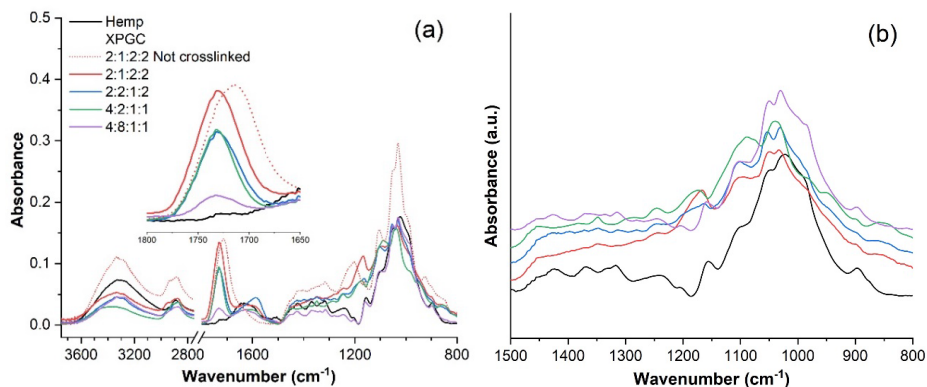 0.5
0.4
0.3
0.2
0.1
0.0
Absorbance
Hemp
XPGC
2:1:2:2 Not crosslinked
2:1:2:2
2:2:1:2
4:2:1:1
4:8:1:1
(a)
1800 1750 1700 1650
3600 3200 2800 1600 1200 800
Wavenumber (cm⁻¹)
(b)
Absorbance (a.u.)
1500 1400 1300 1200 1100 1000 900 800
Wavenumber (cm⁻¹)